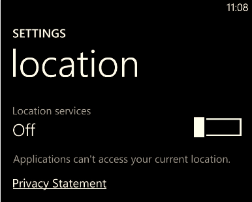 11:08
SETTINGS
location
Location services
Off
Applications can't access your current location.
Privacy Statement